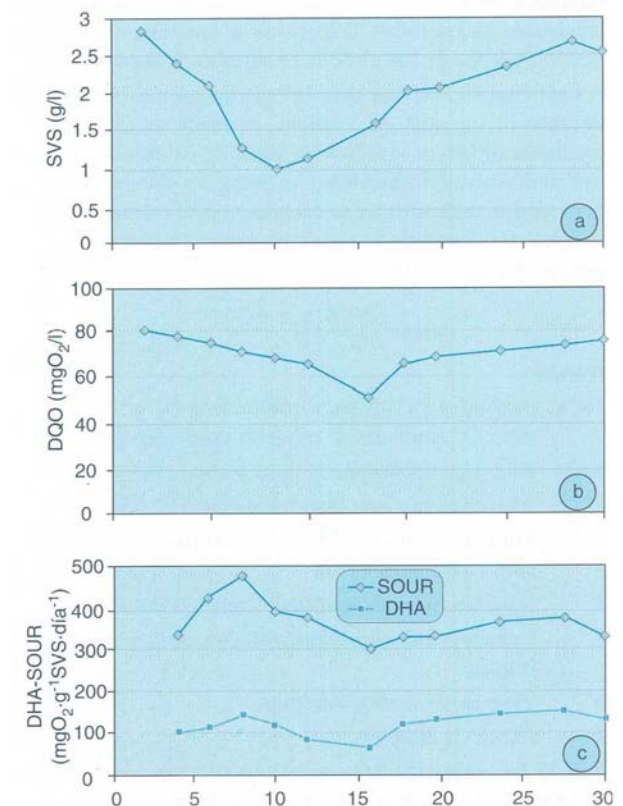 3
2.5
2
1.5
1
0.5
0
SVS (g/l)
a
100
80
60
40
20
0
DQO (mgO₂/l)
b
500
400
300
200
100
0
DHA-SOUR
(mgO₂·g⁻¹SVS·día⁻¹)
SOUR
DHA
c
0 5 10 15 20 25 30